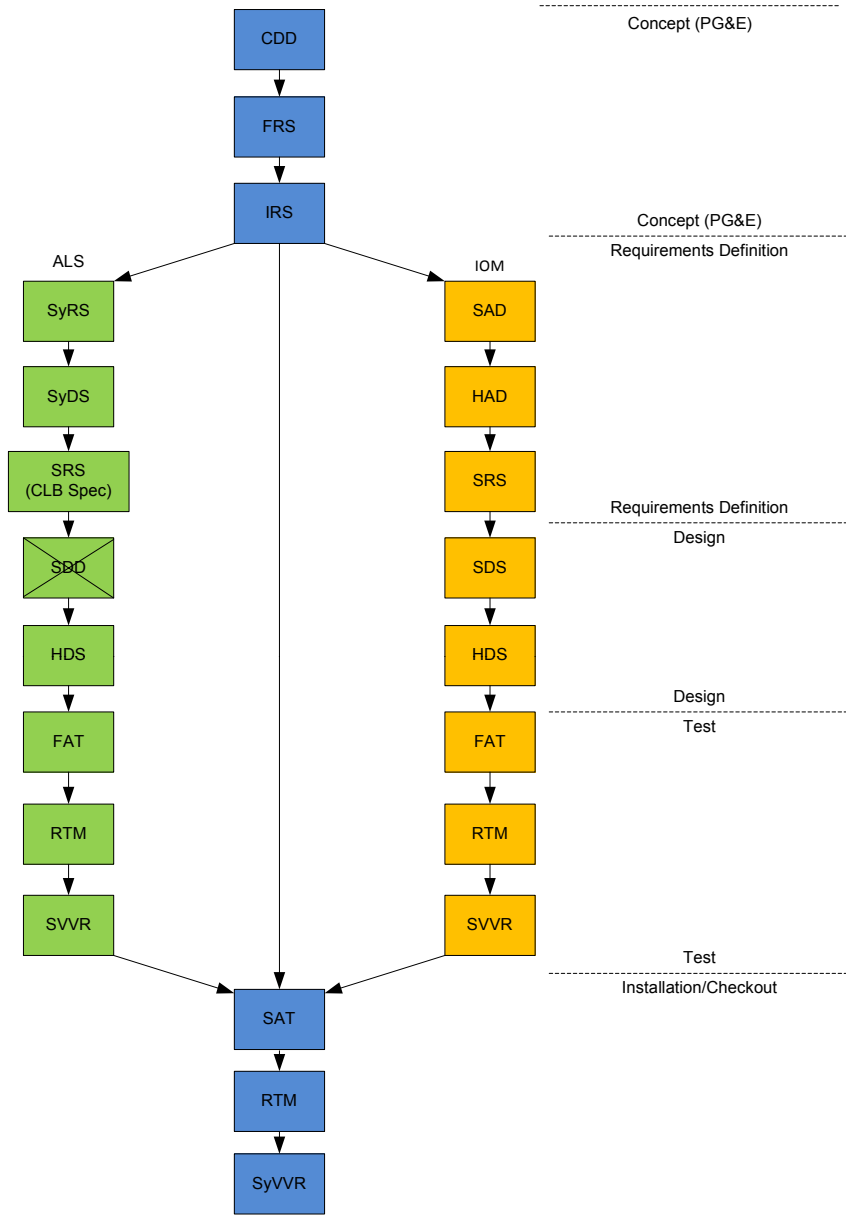 CDD
Concept (PG&E)
FRS
IRS
Concept (PG&E)
Requirements Definition
ALS
IOM
SyRS
SAD
SyDS
HAD
SRS
(CLB Spec)
SRS
Requirements Definition
Design
SDD
SDS
HDS
HDS
Design
Test
FAT
FAT
RTM
RTM
SVVR
SVVR
Test
Installation/Checkout
SAT
RTM
SyVVR